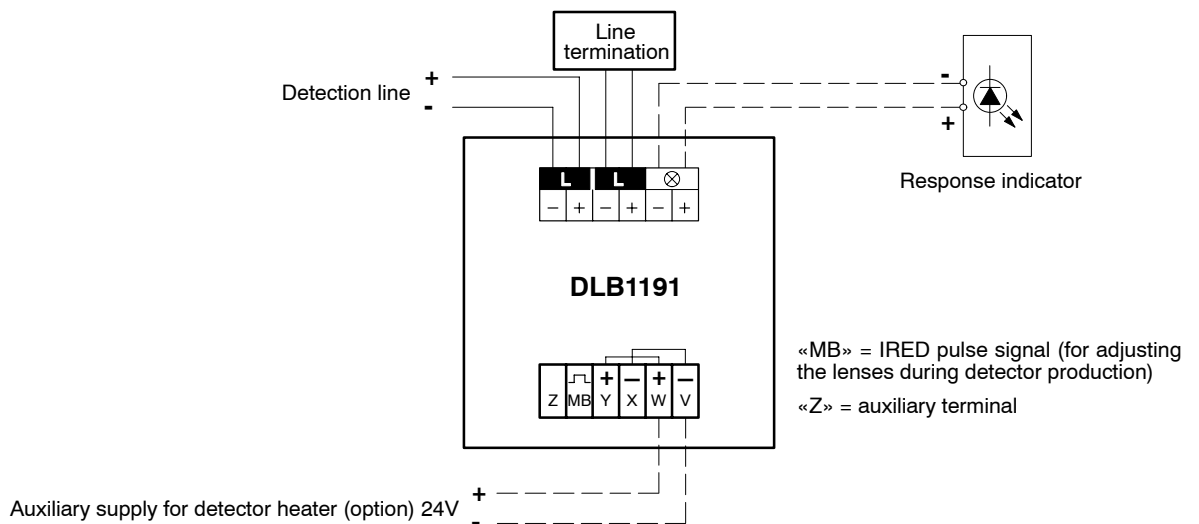 Line
termination
+
Detection line
-
-
+
Response indicator
L L ⊗
− + − + − +
DLB1191
+ − + −
Z MB Y X W V
«MB» = IRED pulse signal (for adjusting
the lenses during detector production)
«Z» = auxiliary terminal
+
Auxiliary supply for detector heater (option) 24V
-